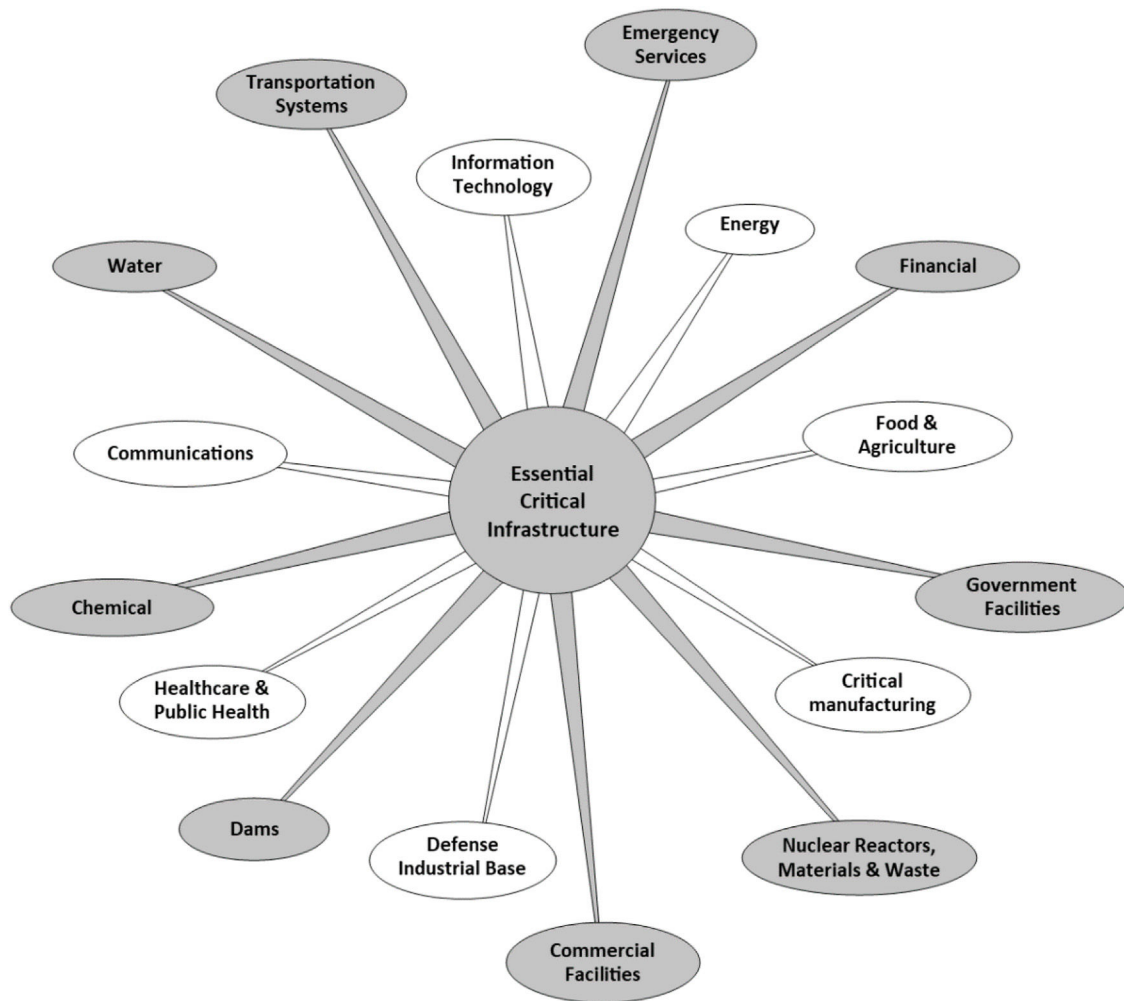 Emergency
Services
Transportation
Systems
Information
Technology
Energy
Water
Financial
Food &
Agriculture
Communications
Essential
Critical
Infrastructure
Government
Facilities
Chemical
Healthcare &
Public Health
Critical
manufacturing
Dams
Defense
Industrial Base
Nuclear Reactors,
Materials & Waste
Commercial
Facilities